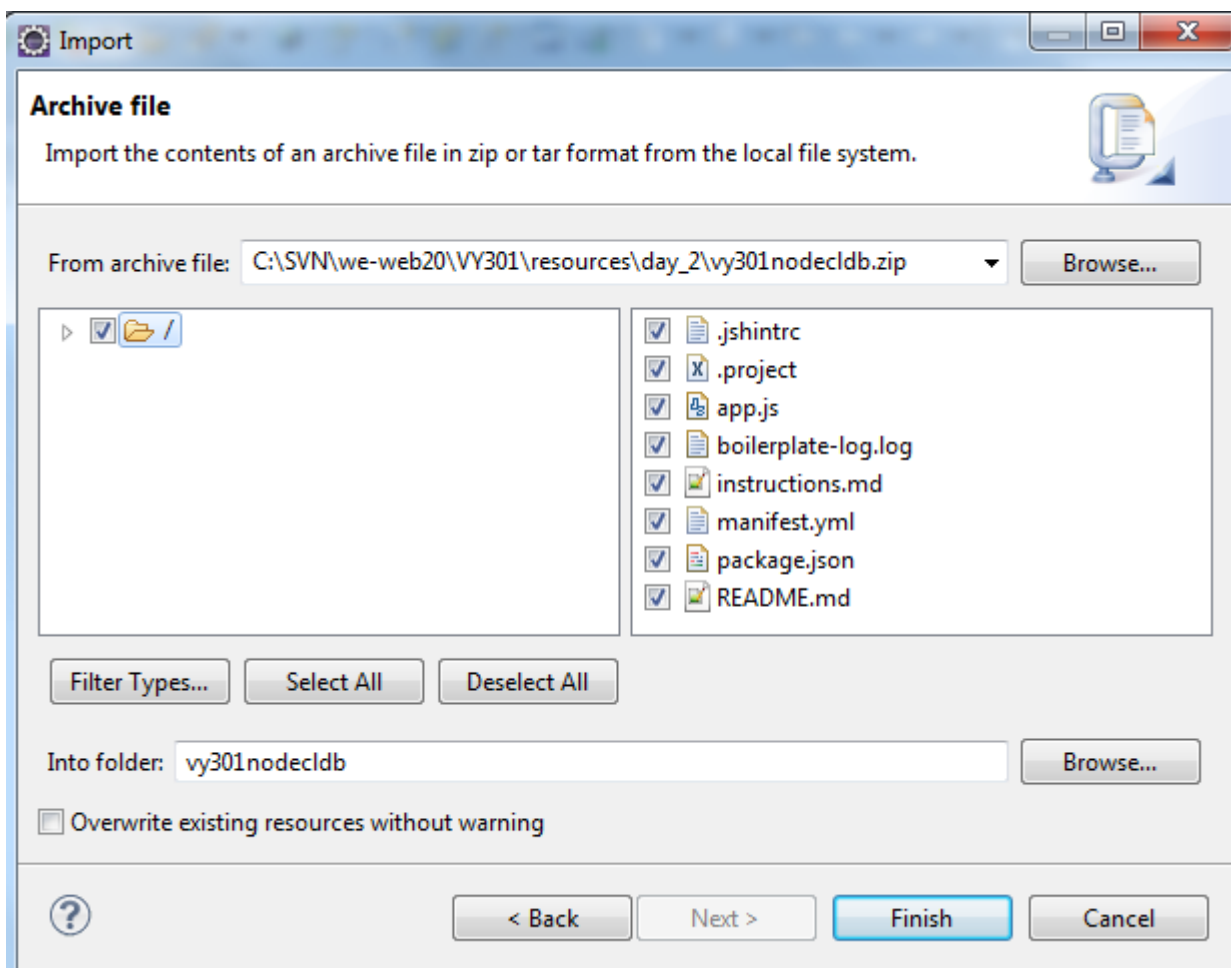 Import
Archive file
Import the contents of an archive file in zip or tar format from the local file system.
From archive file: C:\SVN\we-web20\VY301\resources\day_2\vy301nodecldb.zip Browse...
/
.jshintrc
.project
app.js
boilerplate-log.log
instructions.md
manifest.yml
package.json
README.md
Filter Types... Select All Deselect All
Into folder: vy301nodecldb Browse...
Overwrite existing resources without warning
? < Back Next > Finish Cancel